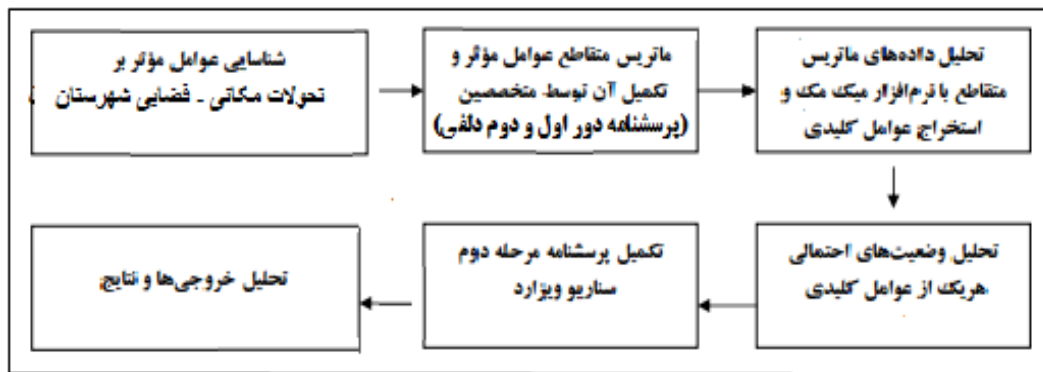 شناسایی عوامل مؤثر بر
تحولات مکانی - فضایی شهرستان
ماتریس متقاطع عوامل مؤثر و
تکمیل آن توسط متخصصین
(پرسشنامه دور اول و دوم دلفی)
تحلیل داده‌های ماتریس
متقاطع با نرم‌افزار میک مک و
استخراج عوامل کلیدی
تحلیل وضعیت‌های احتمالی
هریک از عوامل کلیدی
تکمیل پرسشنامه مرحله دوم
سناریو ویزارد
تحلیل خروجی‌ها و نتایج